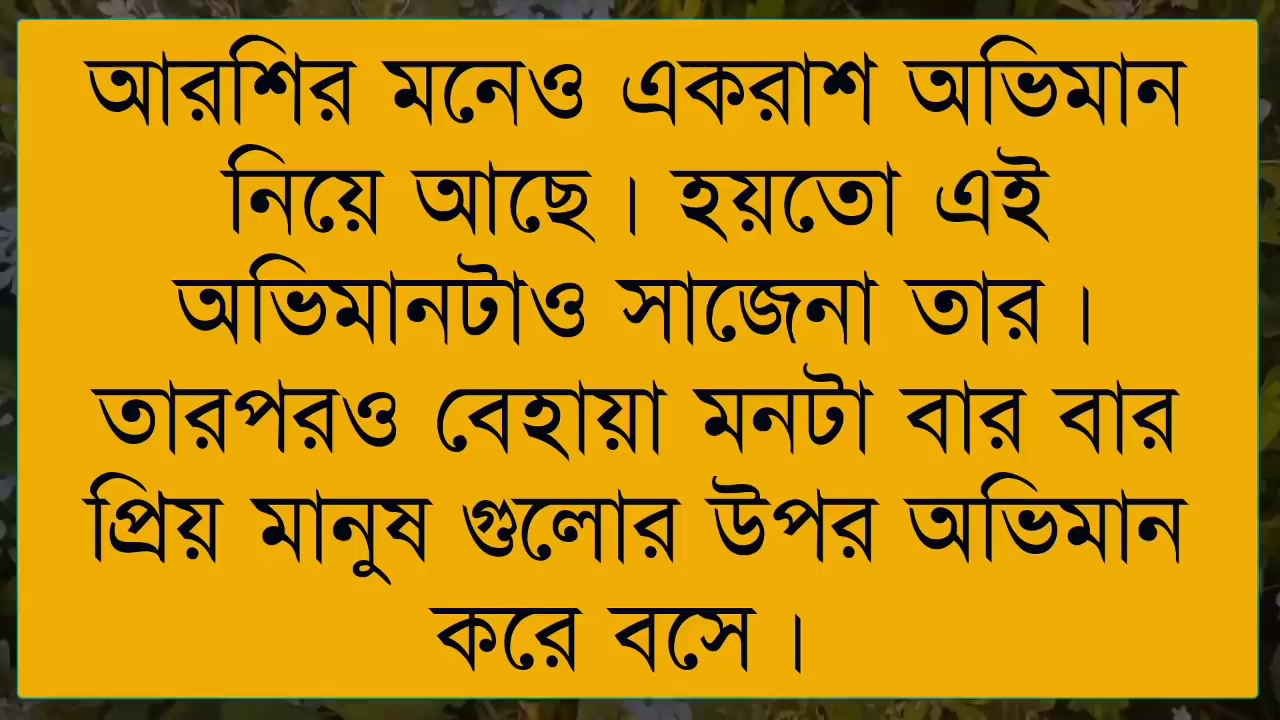 আরশির মনেও একরাশ অভিমান
নিয়ে আছে। হয়তো এই
অভিমানটাও সাজেনা তার।
তারপরও বেহায়া মনটা বার বার
প্রিয় মানুষ গুলোর উপর অভিমান
করে বসে।